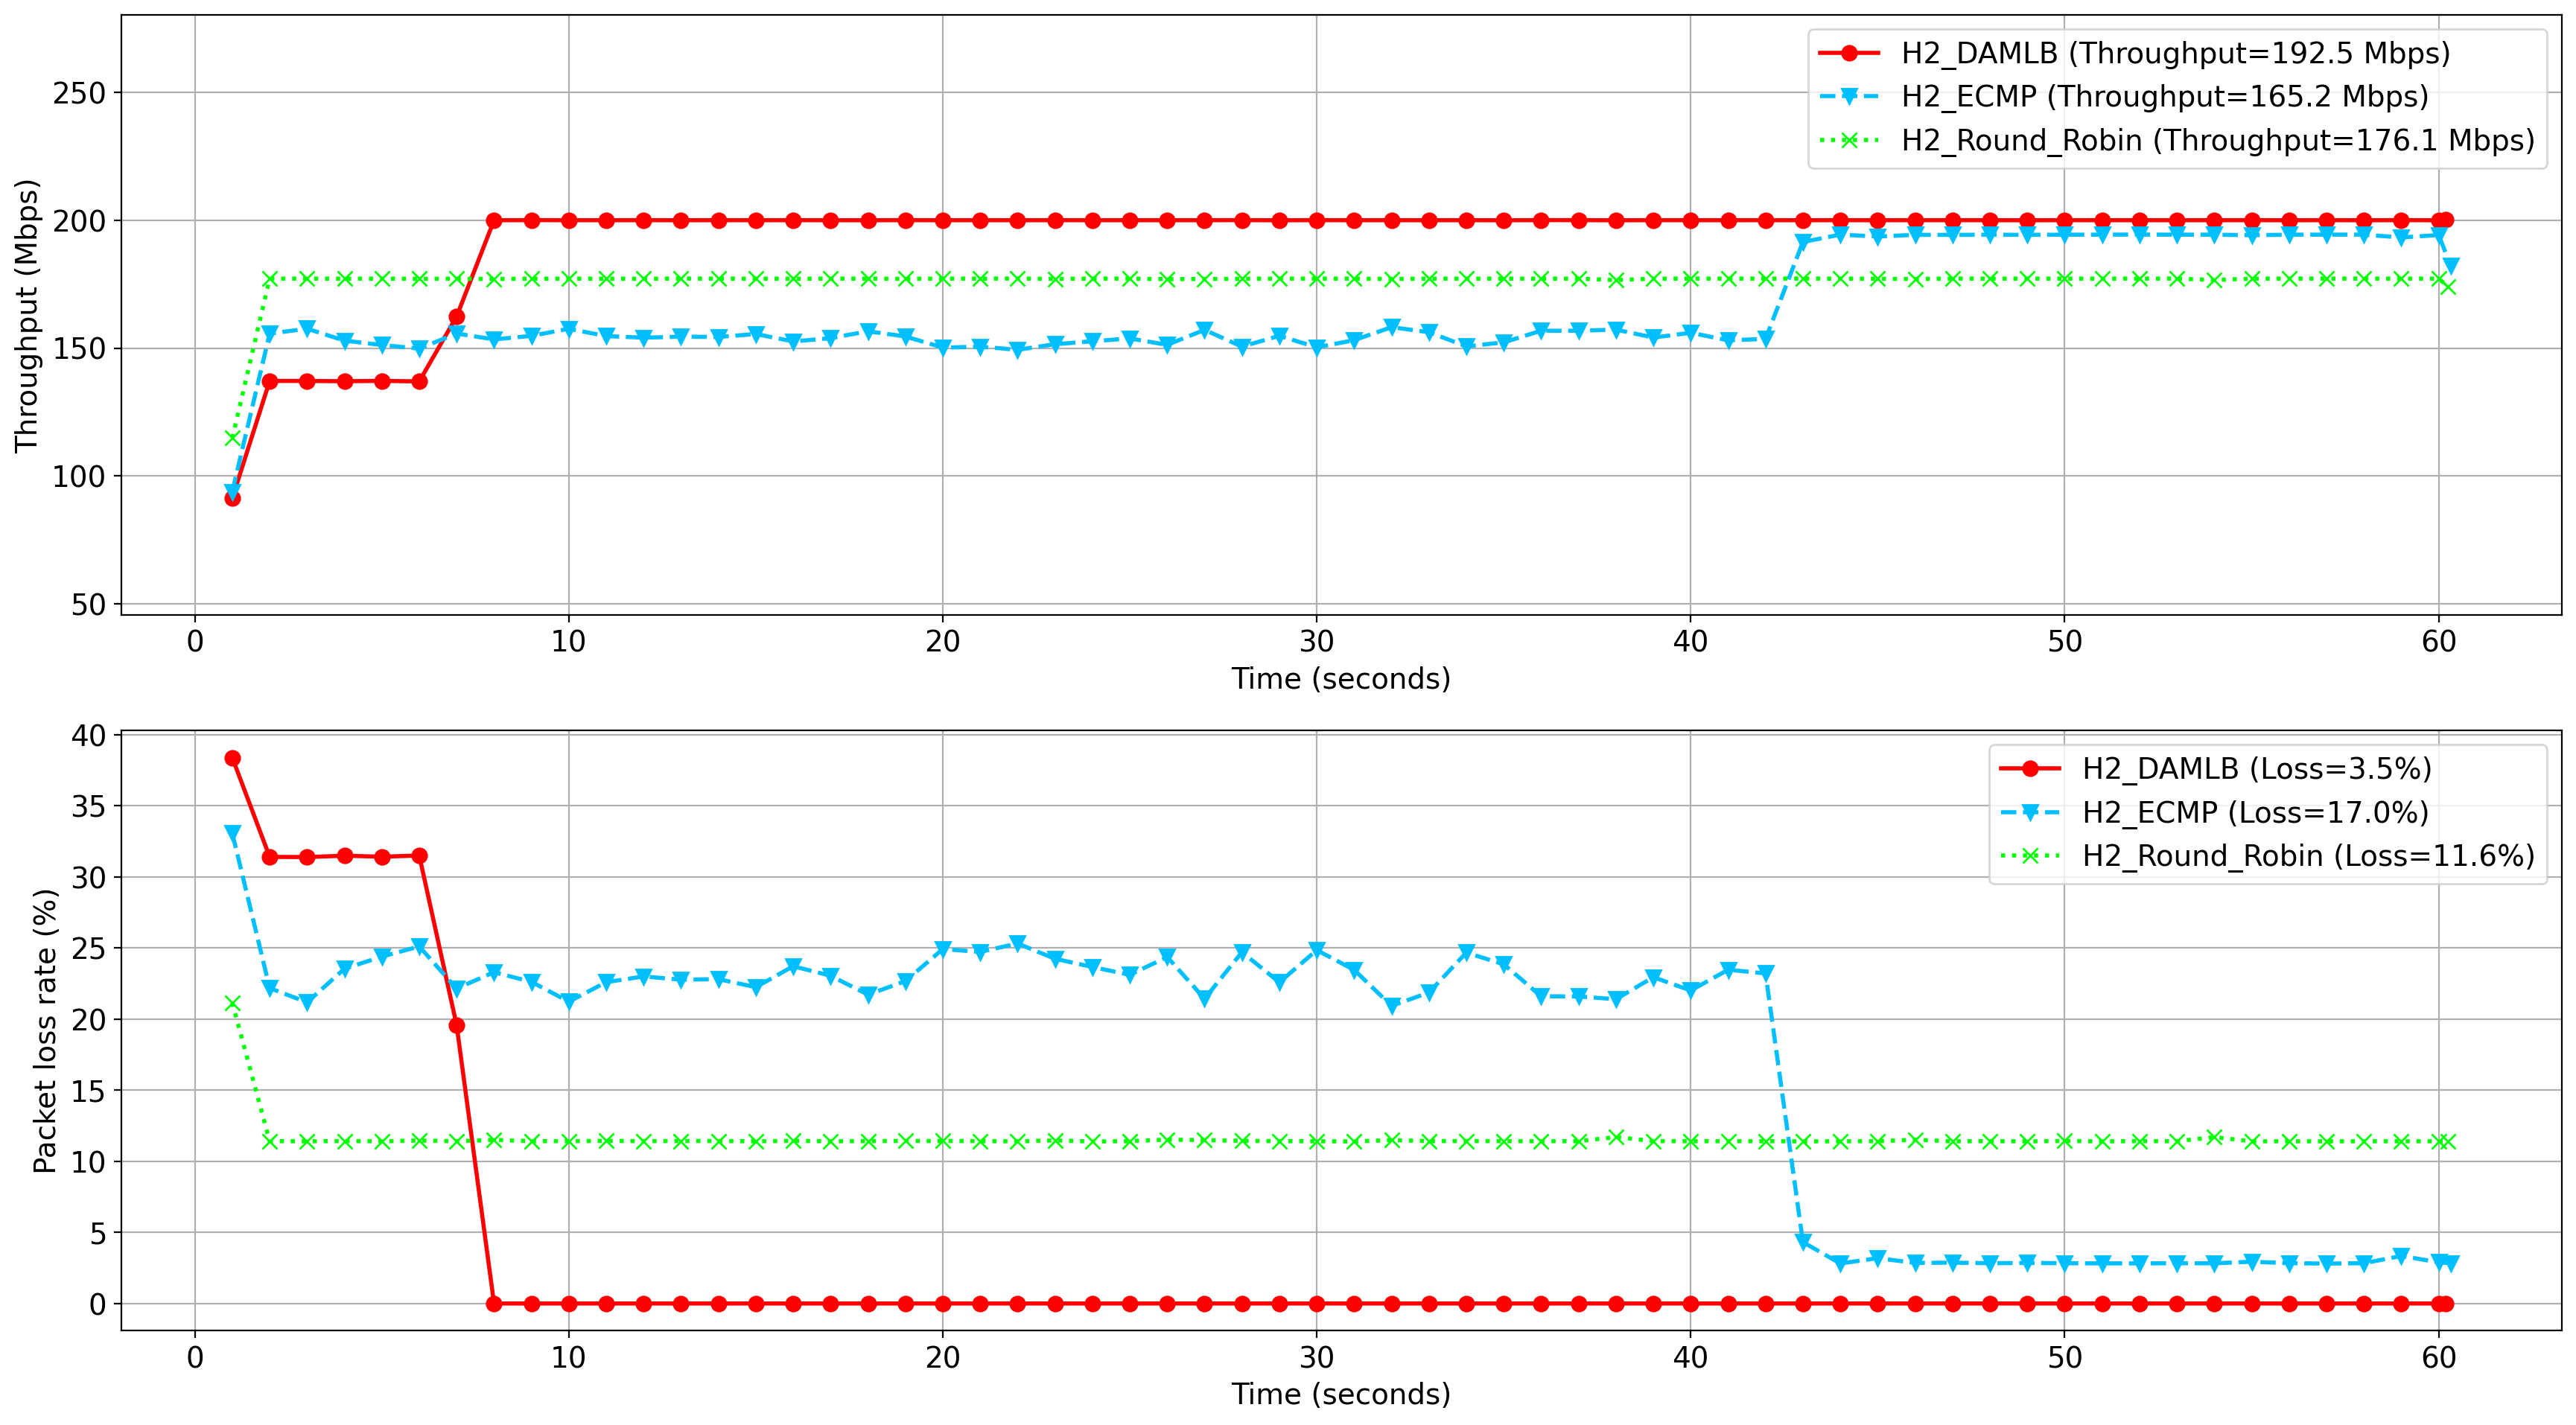 H2_DAMLB (Throughput=192.5 Mbps)
H2_ECMP (Throughput=165.2 Mbps)
H2_Round_Robin (Throughput=176.1 Mbps)
Throughput (Mbps)
250
200
150
100
50
0 10 20 30 40 50 60
Time (seconds)
H2_DAMLB (Loss=3.5%)
H2_ECMP (Loss=17.0%)
H2_Round_Robin (Loss=11.6%)
Packet loss rate (%)
40
35
30
25
20
15
10
5
0
0 10 20 30 40 50 60
Time (seconds)